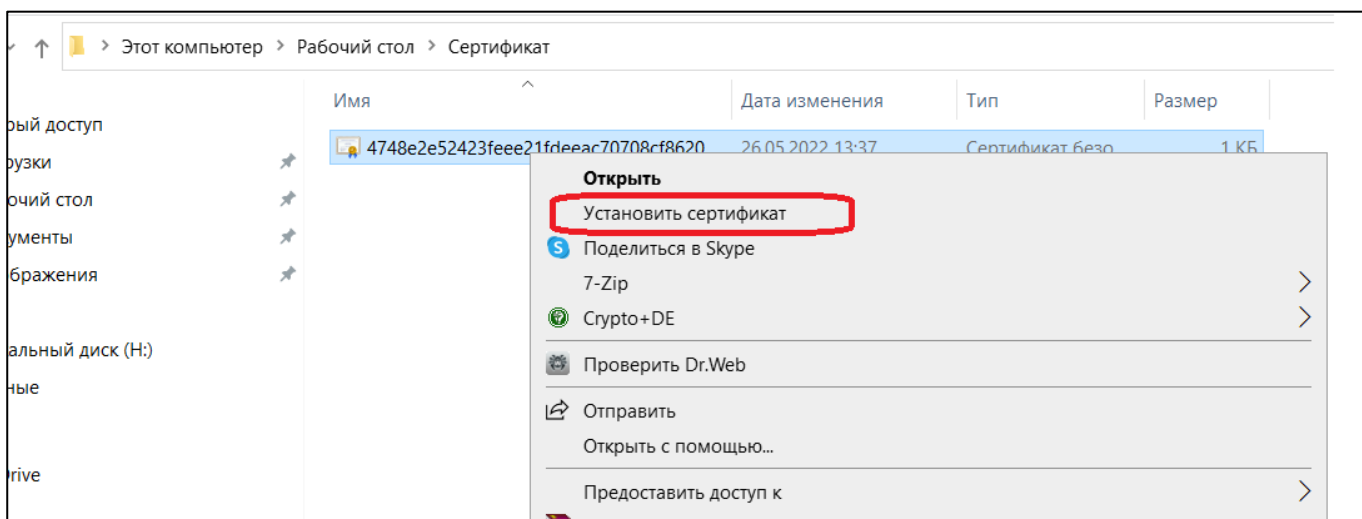 Этот компьютер > Рабочий стол > Сертификат
Имя Дата изменения Тип Размер
рый доступ
рузки
очий стол
ументы
бражения
альный диск (H:)
ные
rive
4748e2e52423feee21fdeeac70708cf8620 26.05.2022 13:37 Сертификат безо 1 КБ
Открыть
Установить сертификат
Поделиться в Skype
7-Zip
Crypto+DE
Проверить Dr.Web
Отправить
Открыть с помощью...
Предоставить доступ к